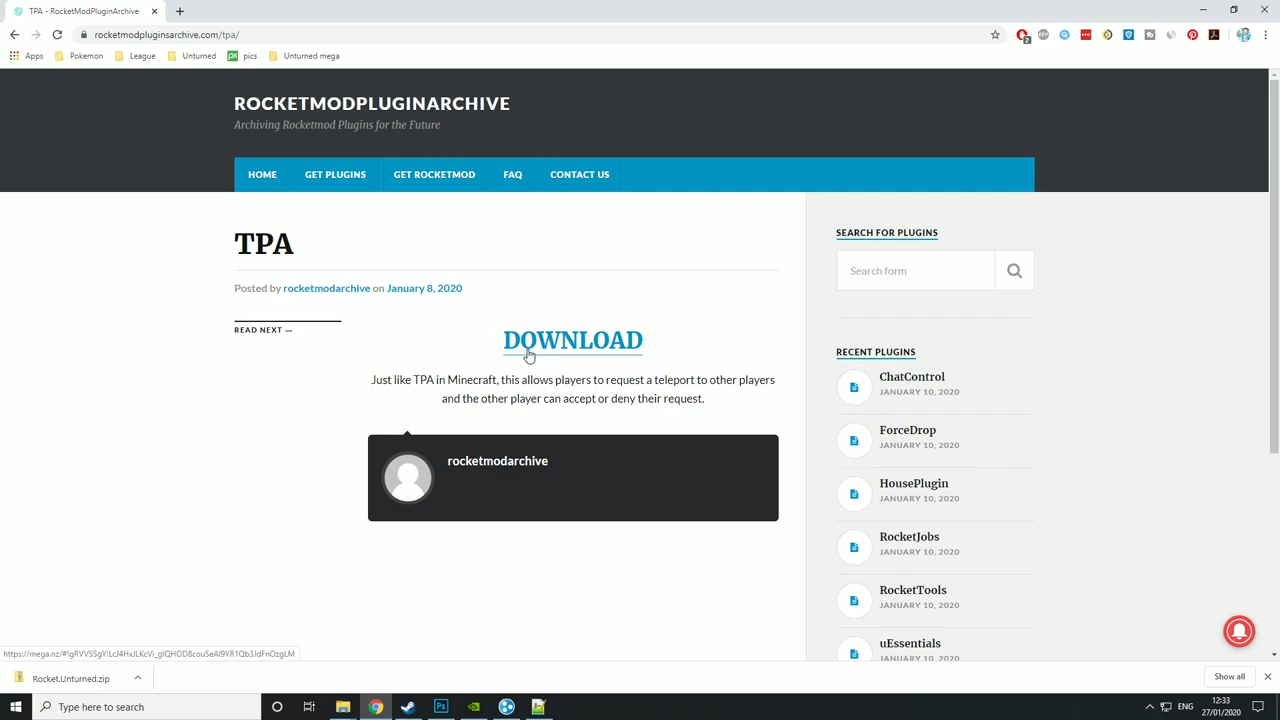 TPA - RocketModPluginArchive
rocketmodpluginsarchive.com/tpa/
2
Apps
Pokemon
League
Unturned
pics
Unturned mega
ROCKETMODPLUGINARCHIVE
Archiving Rocketmod Plugins for the Future
HOME
GET PLUGINS
GET ROCKETMOD
FAQ
CONTACT US
TPA
Posted by rocketmodarchive on January 8, 2020
READ NEXT →
DOWNLOAD
Just like TPA in Minecraft, this allows players to request a teleport to other players
and the other player can accept or deny their request.
rocketmodarchive
SEARCH FOR PLUGINS
Search form
RECENT PLUGINS
ChatControl
JANUARY 10, 2020
ForceDrop
JANUARY 10, 2020
HousePlugin
JANUARY 10, 2020
RocketJobs
JANUARY 10, 2020
RocketTools
JANUARY 10, 2020
uEssentials
JANUARY 10, 2020
Rocket.Unturned.zip
Show all
Type here to search
Ps
ENG
12:33
27/01/2020